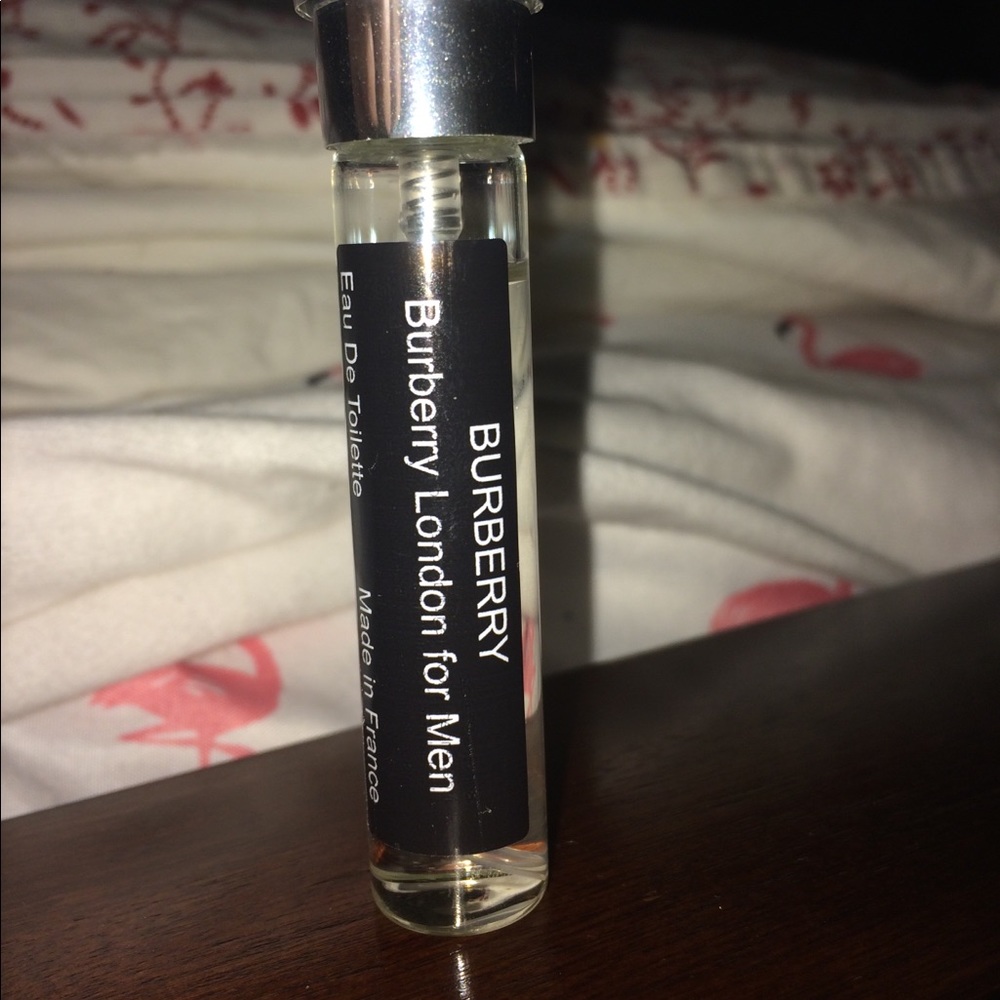 BURBERRY
Burberry London for Men
Eau De Toilette Made in France